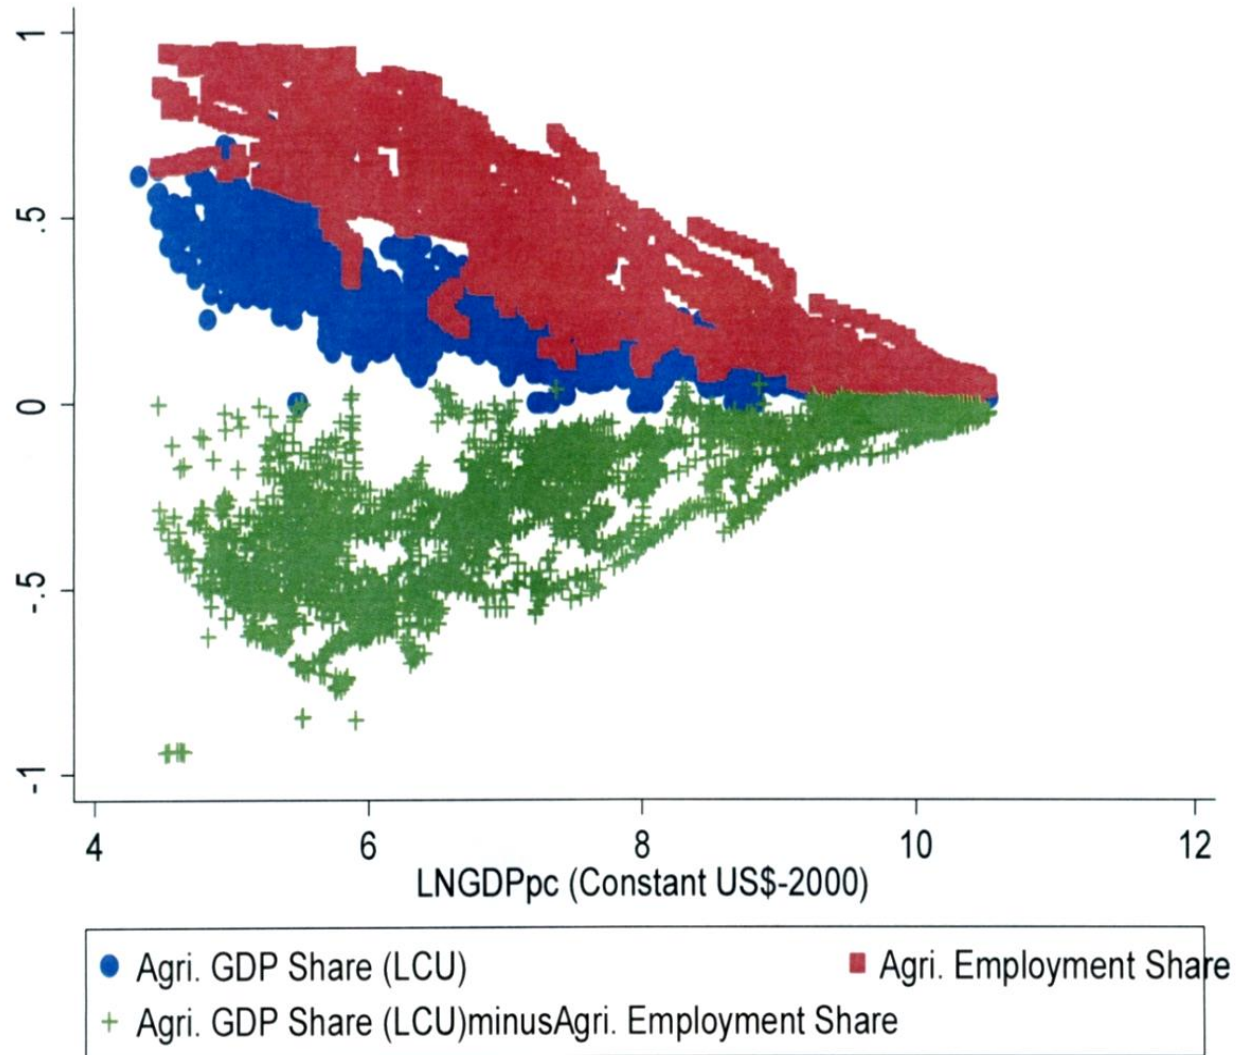 1
.5
0
-.5
-1
4 6 8 10 12
LNGDPpc (Constant US$-2000)
Agri. GDP Share (LCU) Agri. Employment Share
Agri. GDP Share (LCU)minusAgri. Employment Share